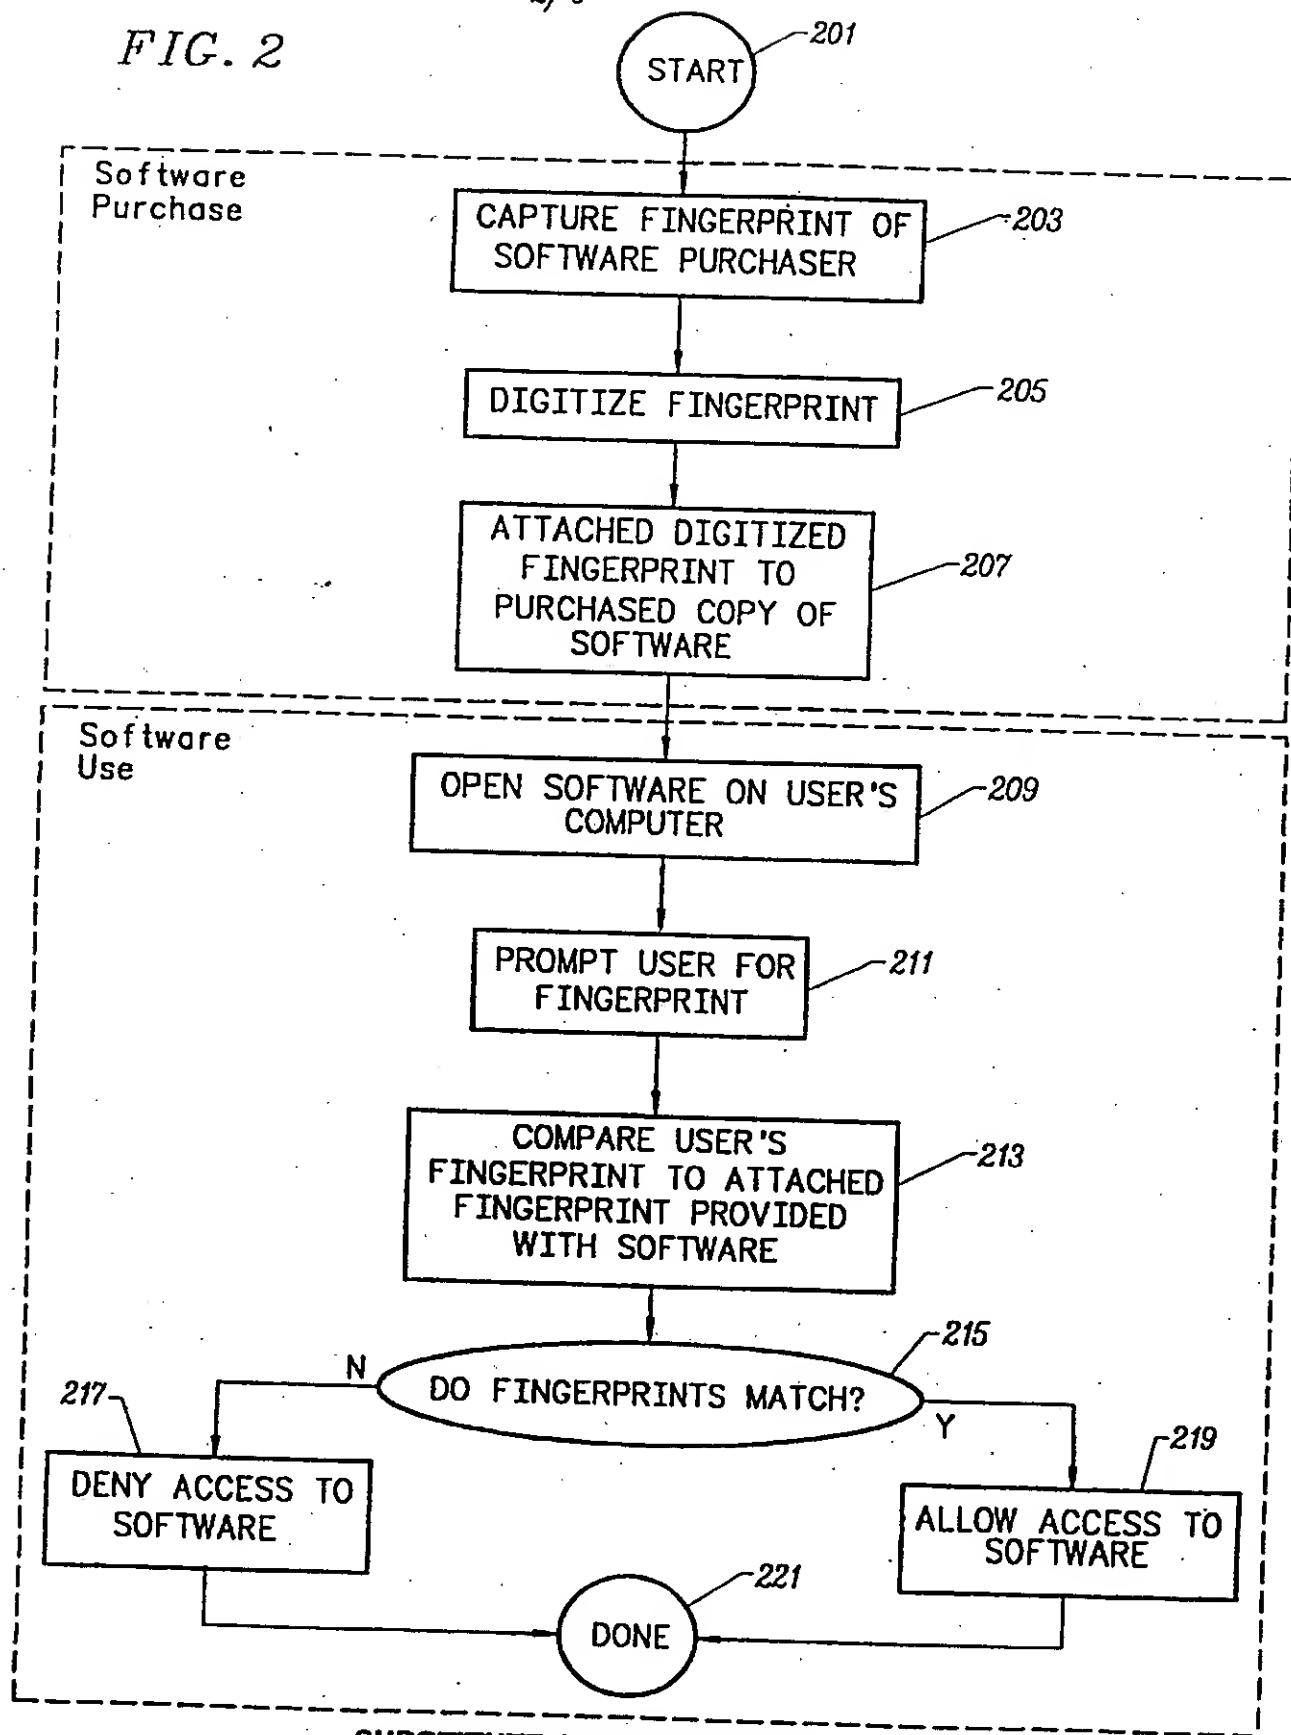 FIG. 2
START
201
Software
Purchase
CAPTURE FINGERPRINT OF
SOFTWARE PURCHASER
203
DIGITIZE FINGERPRINT
205
ATTACHED DIGITIZED
FINGERPRINT TO
PURCHASED COPY OF
SOFTWARE
207
Software
Use
OPEN SOFTWARE ON USER'S
COMPUTER
209
PROMPT USER FOR
FINGERPRINT
211
COMPARE USER'S
FINGERPRINT TO ATTACHED
FINGERPRINT PROVIDED
WITH SOFTWARE
213
DO FINGERPRINTS MATCH?
215
N
Y
217
DENY ACCESS TO
SOFTWARE
219
ALLOW ACCESS TO
SOFTWARE
DONE
221